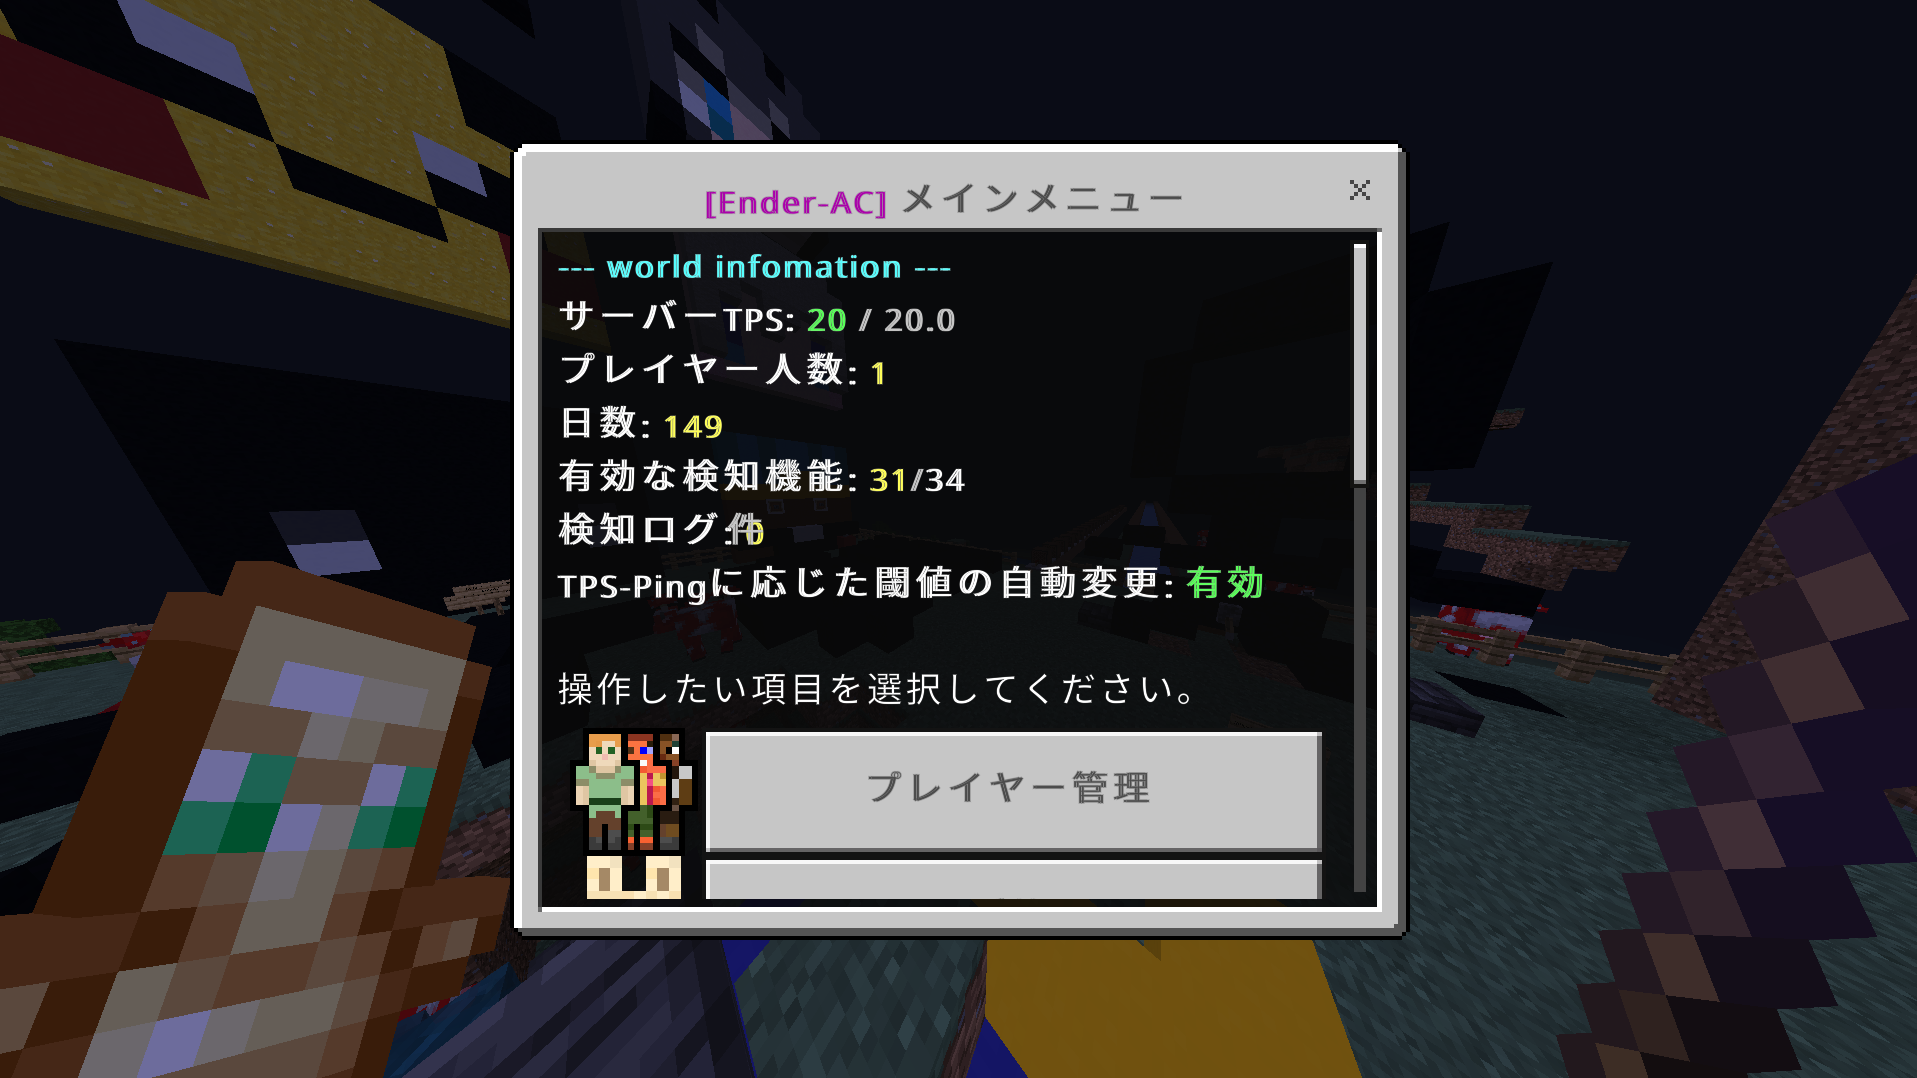 [Ender-AC] メインメニュー
--- world infomation ---
サーバーTPS: 20 / 20.0
プレイヤー人数: 1
日数: 149
有効な検知機能: 31/34
検知ログ: 0件
TPS-Pingに応じた閾値の自動変更: 有効
操作したい項目を選択してください。
プレイヤー管理